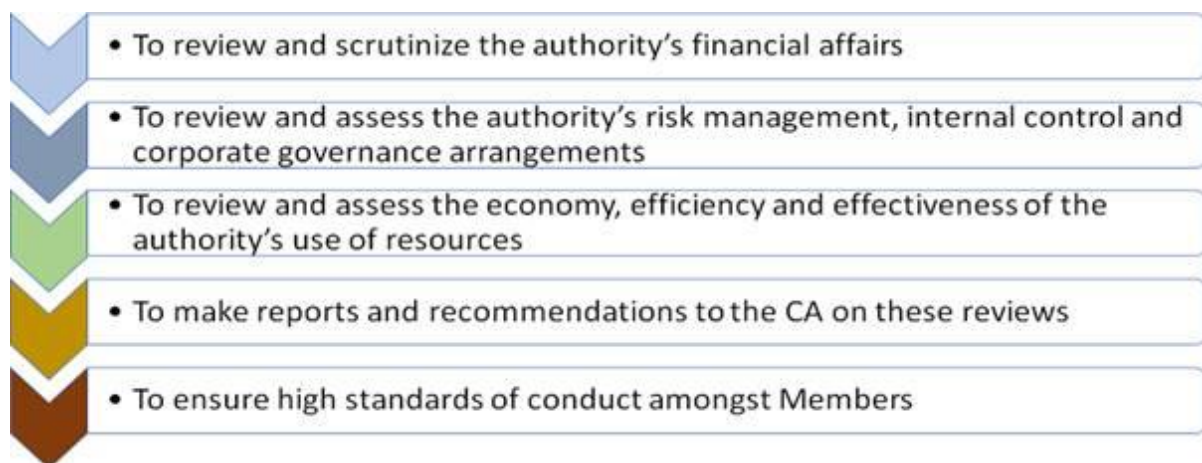 • To review and scrutinize the authority’s financial affairs
• To review and assess the authority’s risk management, internal control and
corporate governance arrangements
• To review and assess the economy, efficiency and effectiveness of the
authority’s use of resources
• To make reports and recommendations to the CA on these reviews
• To ensure high standards of conduct amongst Members